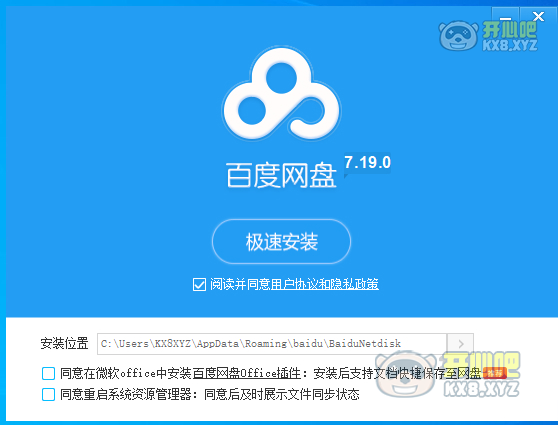 开心吧
KX8.XYZ
百度网盘 7.19.0
极速安装
阅读并同意用户协议和隐私政策
安装位置 C:\Users\KX8XYZ\AppData\Roaming\baidu\BaiduNetdisk >
开心吧
KX8.XYZ
同意在微软office中安装百度网盘Office插件：安装后支持文档快捷保存至网盘 推荐
同意重启系统资源管理器：同意后及时展示文件同步状态